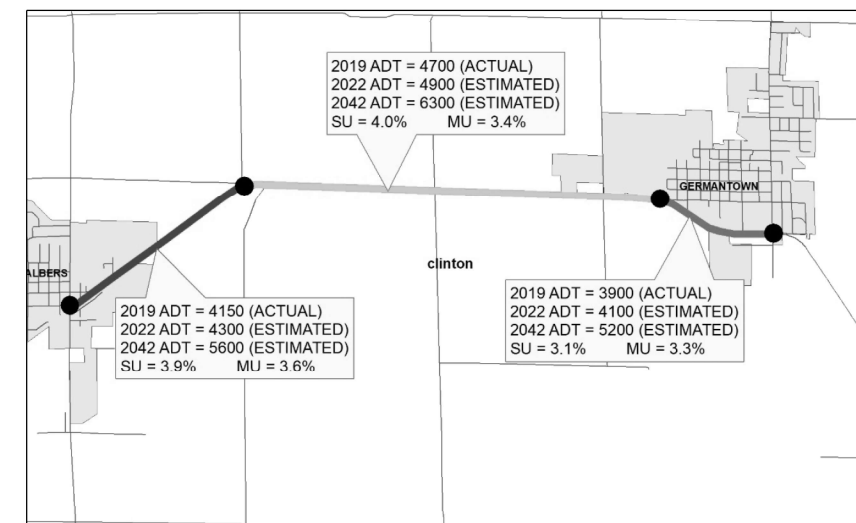 2019 ADT = 4700 (ACTUAL)
2022 ADT = 4900 (ESTIMATED)
2042 ADT = 6300 (ESTIMATED)
SU = 4.0% MU = 3.4%
GERMANTOWN
clinton
ALBERS
2019 ADT = 4150 (ACTUAL)
2022 ADT = 4300 (ESTIMATED)
2042 ADT = 5600 (ESTIMATED)
SU = 3.9% MU = 3.6%
2019 ADT = 3900 (ACTUAL)
2022 ADT = 4100 (ESTIMATED)
2042 ADT = 5200 (ESTIMATED)
SU = 3.1% MU = 3.3%